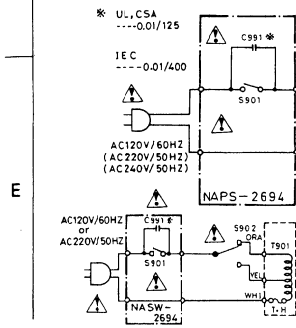 ※ UL,CSA
----0.01/125
IEC
----0.01/400
C991 ※
S901
AC120V/60HZ
(AC220V/50HZ)
(AC240V/50HZ)
NAPS-2694
E
AC120V/60HZ
or
AC220V/50HZ
C991 ※
S901
NASW-
2694
S902
ORA
YEL
WHI
T901
T.H